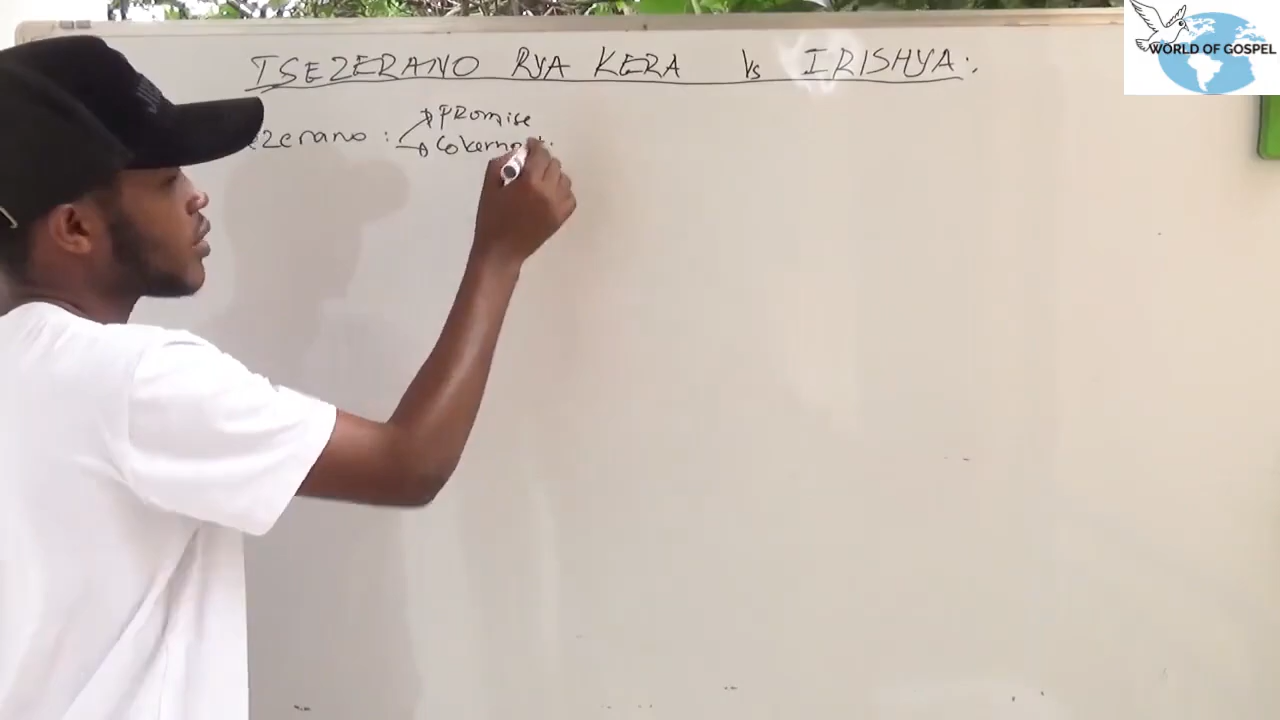 ISEZERANO RYA KERA Vs IRISHYA:.
ezerano : Promise
WORLD OF GOSPEL